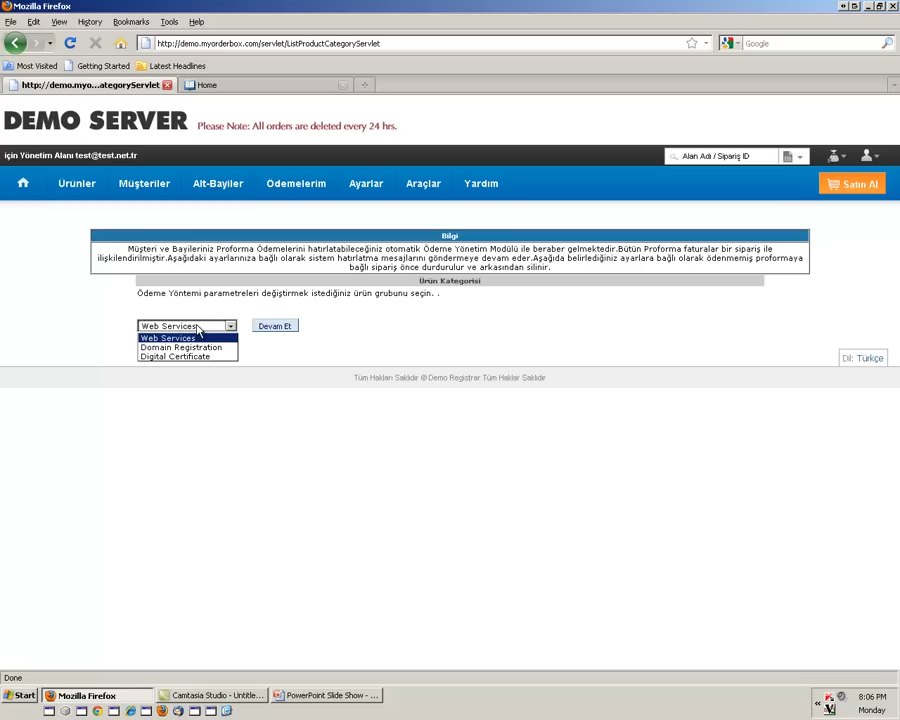 Mozilla Firefox
File Edit View History Bookmarks Tools Help
http://demo.myorderbox.com/servlet/ListProductCategoryServlet
Google
Most Visited Getting Started Latest Headlines
http://demo.myo...ategoryServlet Home
DEMO SERVER Please Note: All orders are deleted every 24 hrs.
için Yönetim Alanı test@test.net.tr Alan Adı / Sipariş ID
Ürünler Müşteriler Alt-Bayiler Ödemelerim Ayarlar Araçlar Yardım Satın Al
Bilgi
Müşteri ve Bayileriniz Proforma Ödemelerini hatırlatabileceğiniz otomatik Ödeme Yönetim Modülü ile beraber gelmektedir.Bütün Proforma faturalar bir sipariş ile
ilişkilendirilmiştir.Aşağıdaki ayarlarınıza bağlı olarak sistem hatırlatma mesajlarını göndermeye devam eder.Aşağıda belirlediğiniz ayarlara bağlı olarak ödenmemiş proformaya
bağlı sipariş önce durdurulur ve arkasından silinir.
Ürün Kategorisi
Ödeme Yöntemi parametreleri değiştirmek istediğiniz ürün grubunu seçin. .
Web Services Devam Et
Web Services
Domain Registration
Digital Certificate
Dil: Türkçe
Tüm Hakları Saklıdır @ Demo Registrar Tüm Haklar Saklıdır
Done
Start Mozilla Firefox Camtasia Studio - Untitle... PowerPoint Slide Show - ... 8:06 PM
Monday